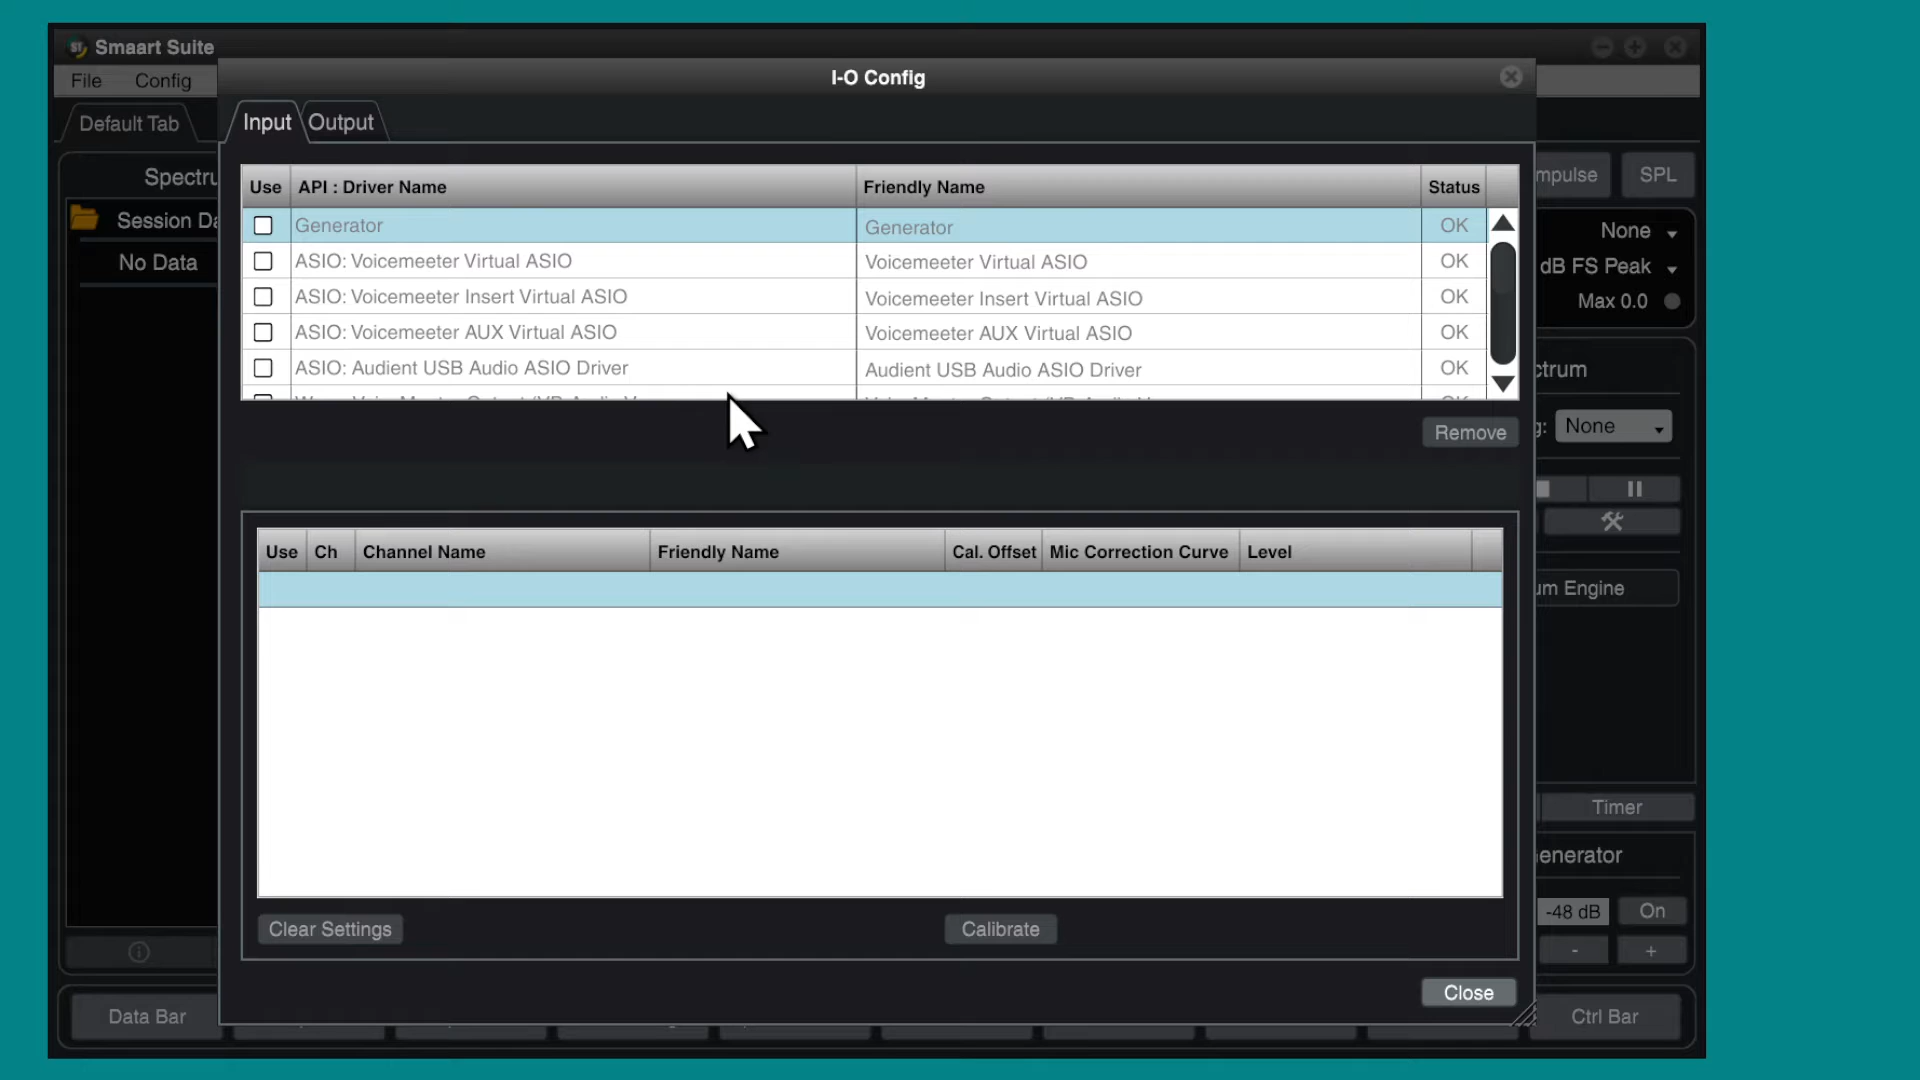 Smaart Suite
I-O Config
File Config
Default Tab
Input Output
Spectru
Session Da
No Data
Use API : Driver Name Friendly Name Status
Generator Generator OK
ASIO: Voicemeeter Virtual ASIO Voicemeeter Virtual ASIO OK
ASIO: Voicemeeter Insert Virtual ASIO Voicemeeter Insert Virtual ASIO OK
ASIO: Voicemeeter AUX Virtual ASIO Voicemeeter AUX Virtual ASIO OK
ASIO: Audient USB Audio ASIO Driver Audient USB Audio ASIO Driver OK
Remove
Use Ch Channel Name Friendly Name Cal. Offset Mic Correction Curve Level
Clear Settings Calibrate
Close
mpulse SPL
None
dB FS Peak
Max 0.0
ctrum
g: None
um Engine
Timer
enerator
-48 dB On
- +
Data Bar Ctrl Bar